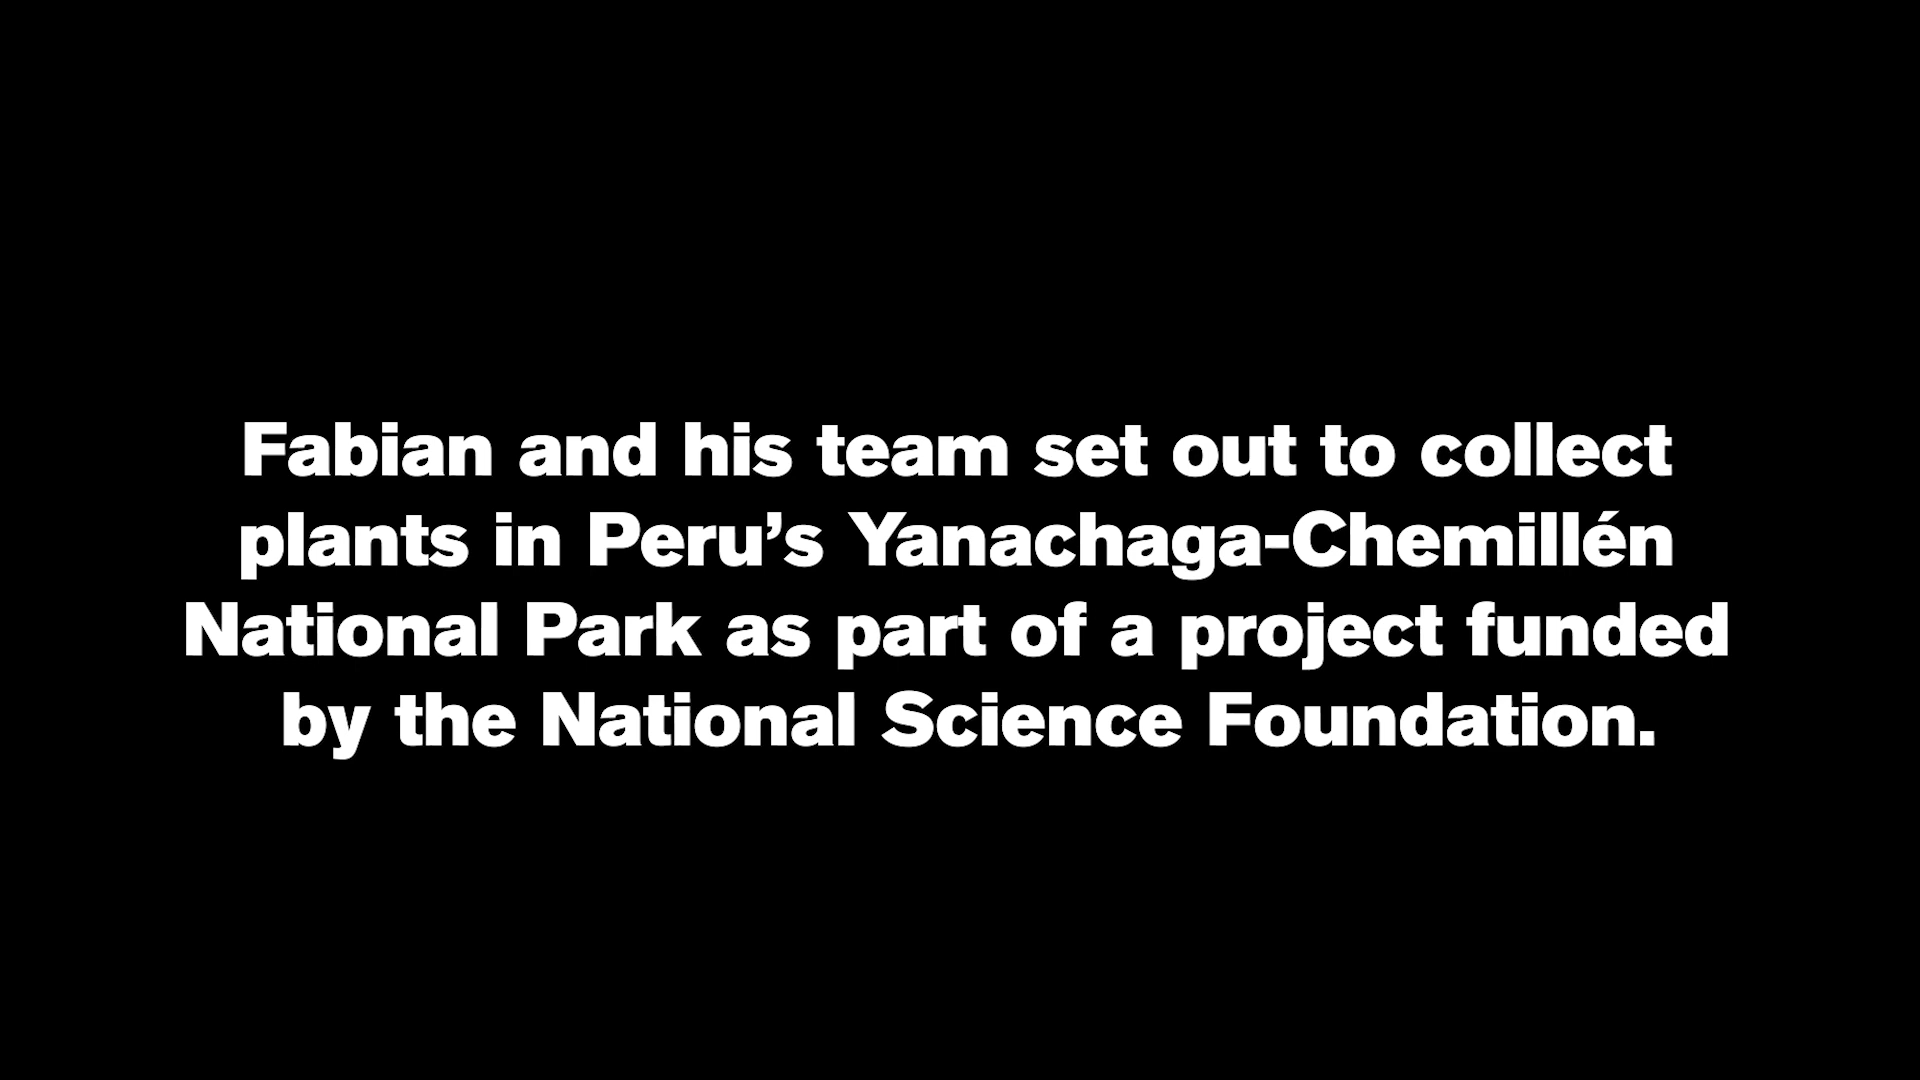 Fabian and his team set out to collect
plants in Peru’s Yanachaga-Chemillén
National Park as part of a project funded
by the National Science Foundation.